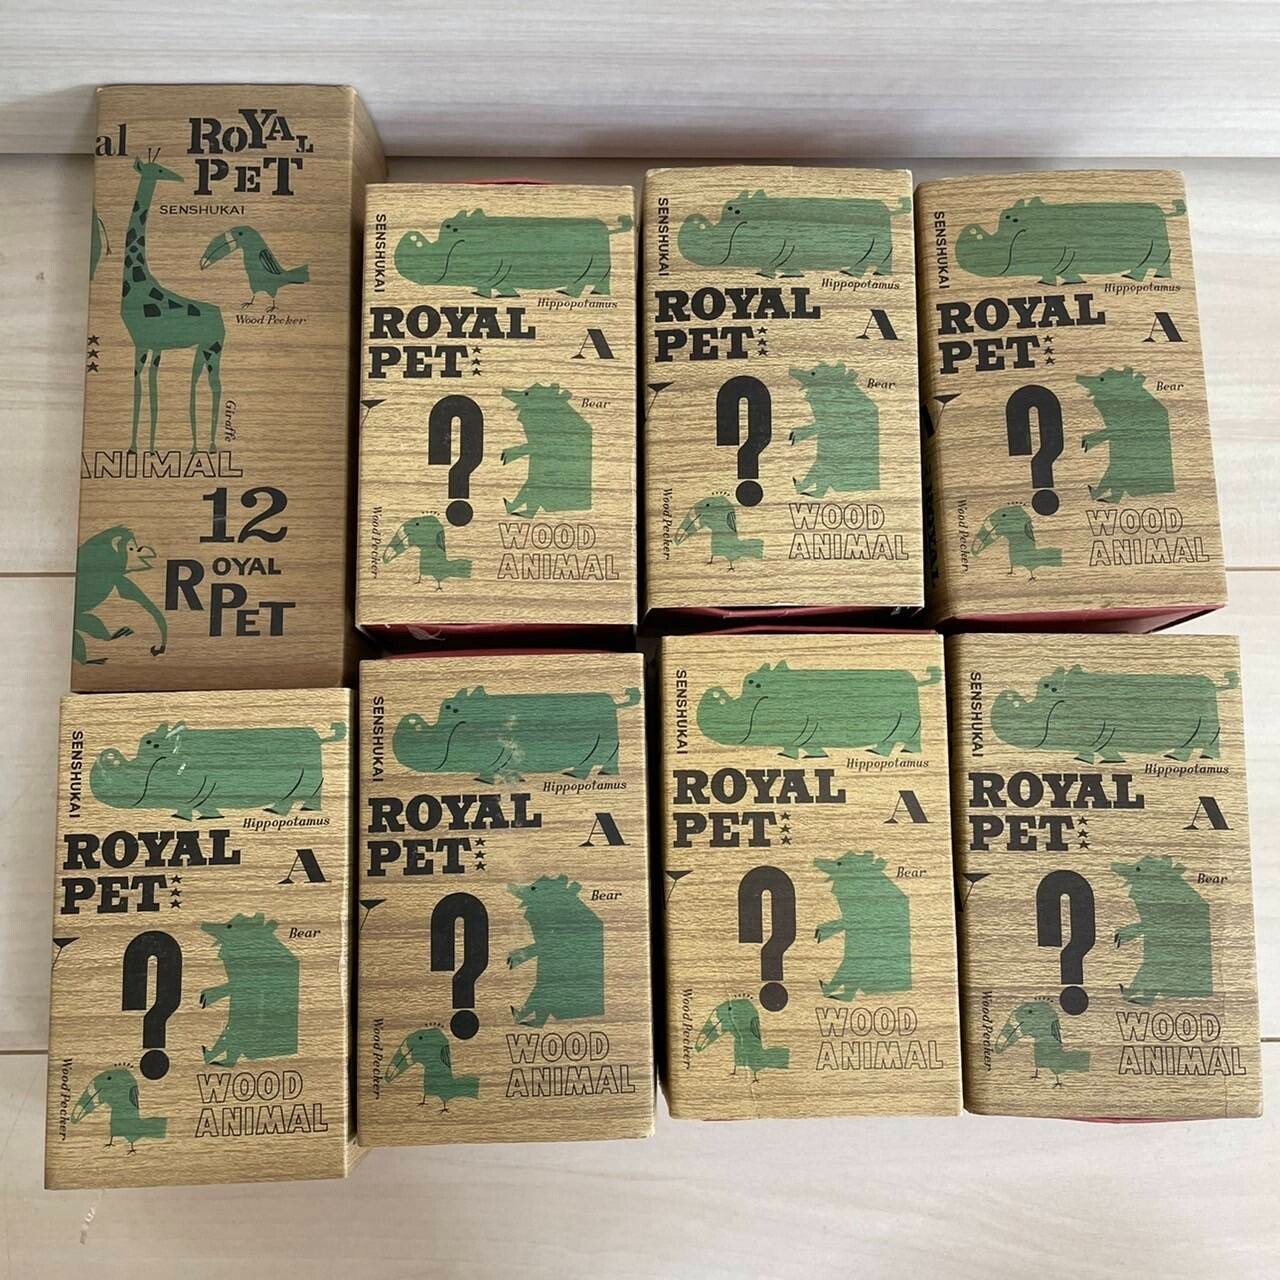 al
ROYAL
PET
SENSHUKAI
Wood Pecker
Giraffe
ANIMAL
12
ROYAL
PET
SENSHUKAI
Hippopotamus
ROYAL
PET
A
?
Bear
Wood Pecker
WOOD
ANIMAL
SENSHUKAI
Hippopotamus
ROYAL
PET
A
?
Bear
Wood Pecker
WOOD
ANIMAL
SENSHUKAI
Hippopotamus
ROYAL
PET
A
?
Bear
Wood Pecker
WOOD
ANIMAL
SENSHUKAI
Hippopotamus
ROYAL
PET
A
?
Bear
Wood Pecker
WOOD
ANIMAL
SENSHUKAI
Hippopotamus
ROYAL
PET
A
?
Bear
Wood Pecker
WOOD
ANIMAL
SENSHUKAI
Hippopotamus
ROYAL
PET
A
?
Bear
Wood Pecker
WOOD
ANIMAL
SENSHUKAI
Hippopotamus
ROYAL
PET
A
?
Bear
Wood Pecker
WOOD
ANIMAL